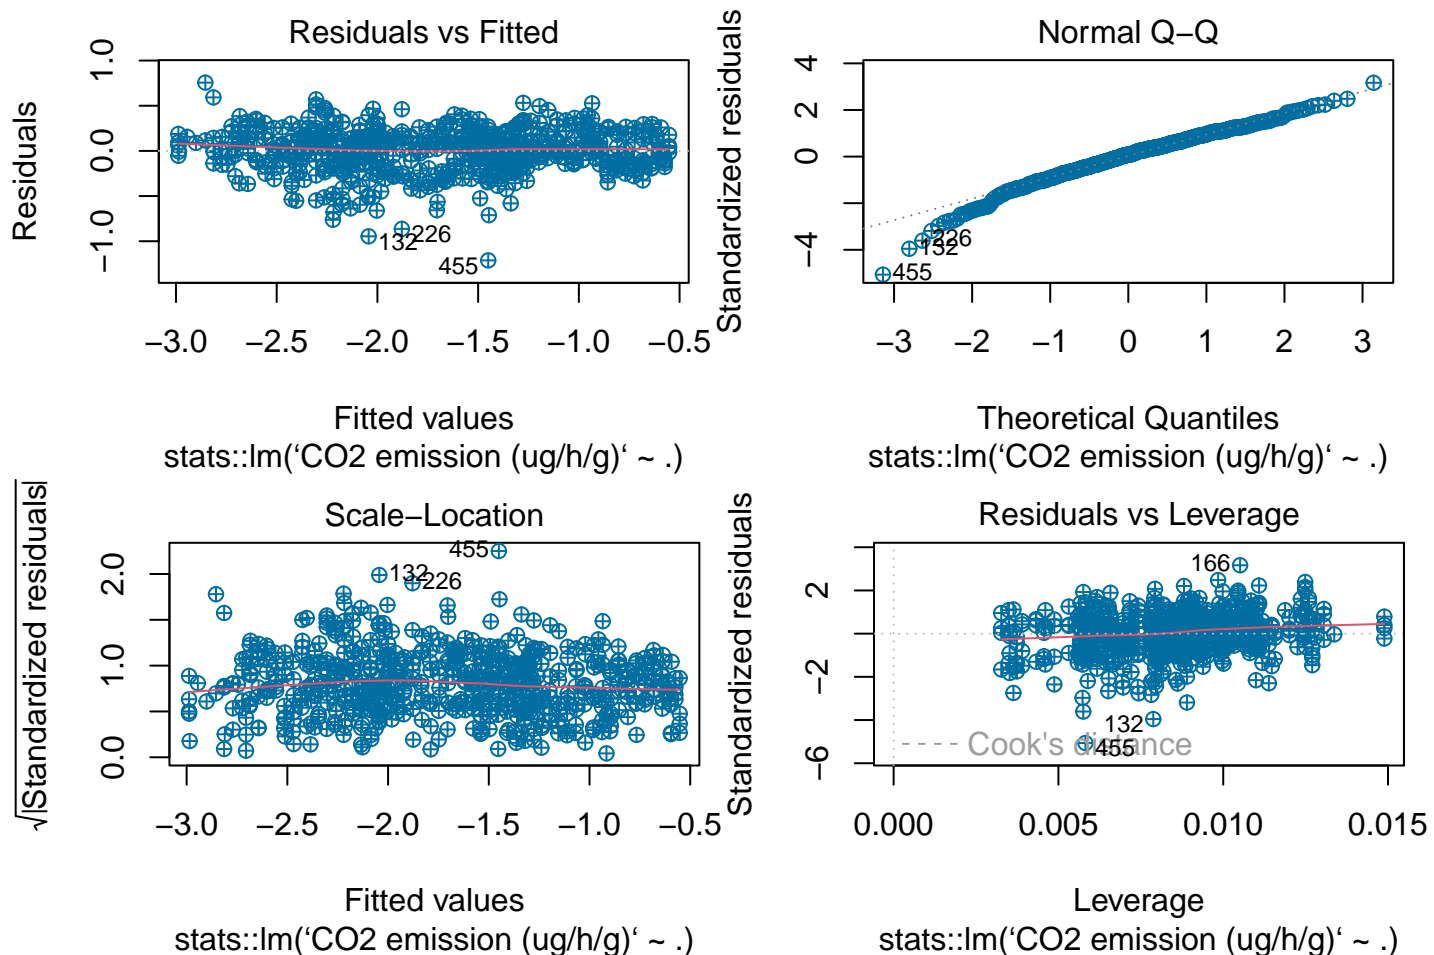 Residuals vs Fitted
Residuals
1.0
0.0
−1.0
132
226
455
−3.0 −2.5 −2.0 −1.5 −1.0 −0.5
Fitted values
stats::lm(‘CO2 emission (ug/h/g)‘ ~ .)
Normal Q−Q
Standardized residuals
4
2
0
−4
226
132
455
−3 −2 −1 0 1 2 3
Theoretical Quantiles
stats::lm(‘CO2 emission (ug/h/g)‘ ~ .)
Scale−Location
√|Standardized residuals|
2.0
1.0
0.0
455
132
226
−3.0 −2.5 −2.0 −1.5 −1.0 −0.5
Fitted values
stats::lm(‘CO2 emission (ug/h/g)‘ ~ .)
Residuals vs Leverage
Standardized residuals
2
−2
−6
166
132
455
Cook's distance
0.000 0.005 0.010 0.015
Leverage
stats::lm(‘CO2 emission (ug/h/g)‘ ~ .)